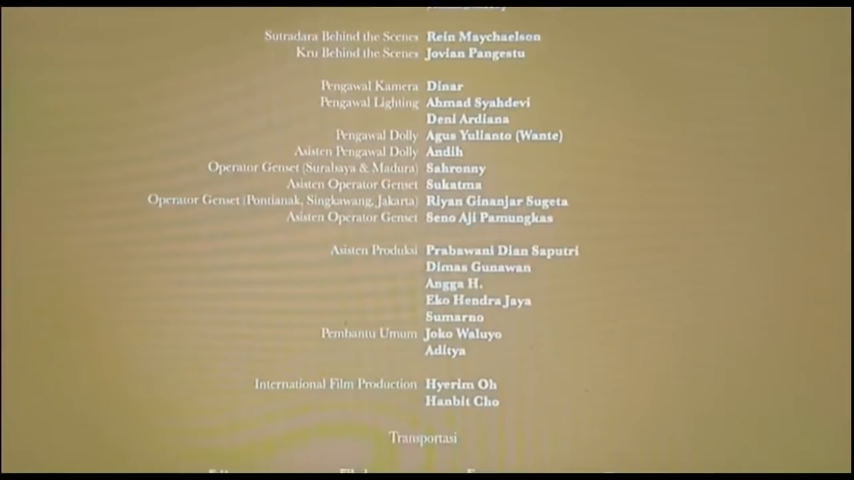 Sutradara Behind the Scenes Rein Maychaelson
Kru Behind the Scenes Jovian Pangestu
Pengawal Kamera Dinar
Pengawal Lighting Ahmad Syahdevi
Deni Ardiana
Pengawal Dolly Agus Yulianto (Wante)
Asisten Pengawal Dolly Andih
Operator Genset (Surabaya & Madura) Sahronny
Asisten Operator Genset Sukatma
Operator Genset (Pontianak, Singkawang, Jakarta) Riyan Ginanjar Sugeta
Asisten Operator Genset Seno Aji Pamungkas
Asisten Produksi Prabawani Dian Saputri
Dimas Gunawan
Angga H.
Eko Hendra Jaya
Sumarno
Pembantu Umum Joko Waluyo
Aditya
International Film Production Hyerim Oh
Hanbit Cho
Transportasi